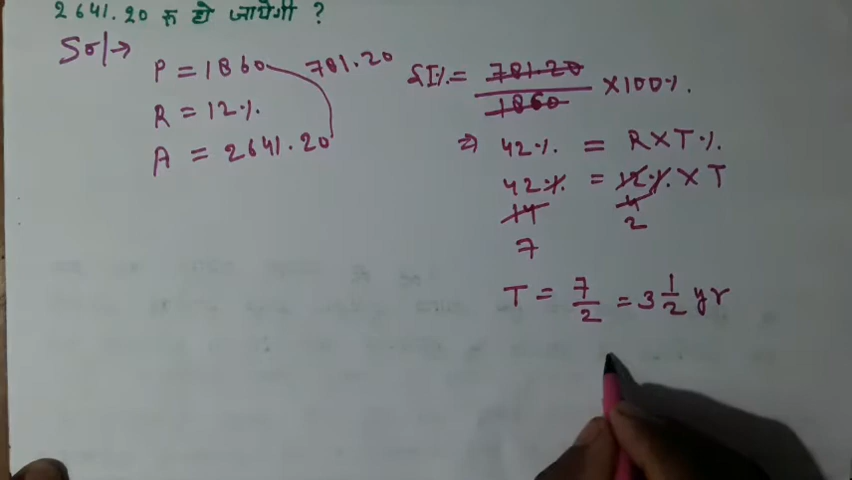 2641.20 रु हो जायेगी ?
Sol→
P = 1860 781.20
R = 12%
A = 2641.20
SI% = 781.20/1860 ×100%.
⇒ 42% = R×T%.
42% = 12% × T
14 4
7 2
T = 7/2 = 3 1/2 yr